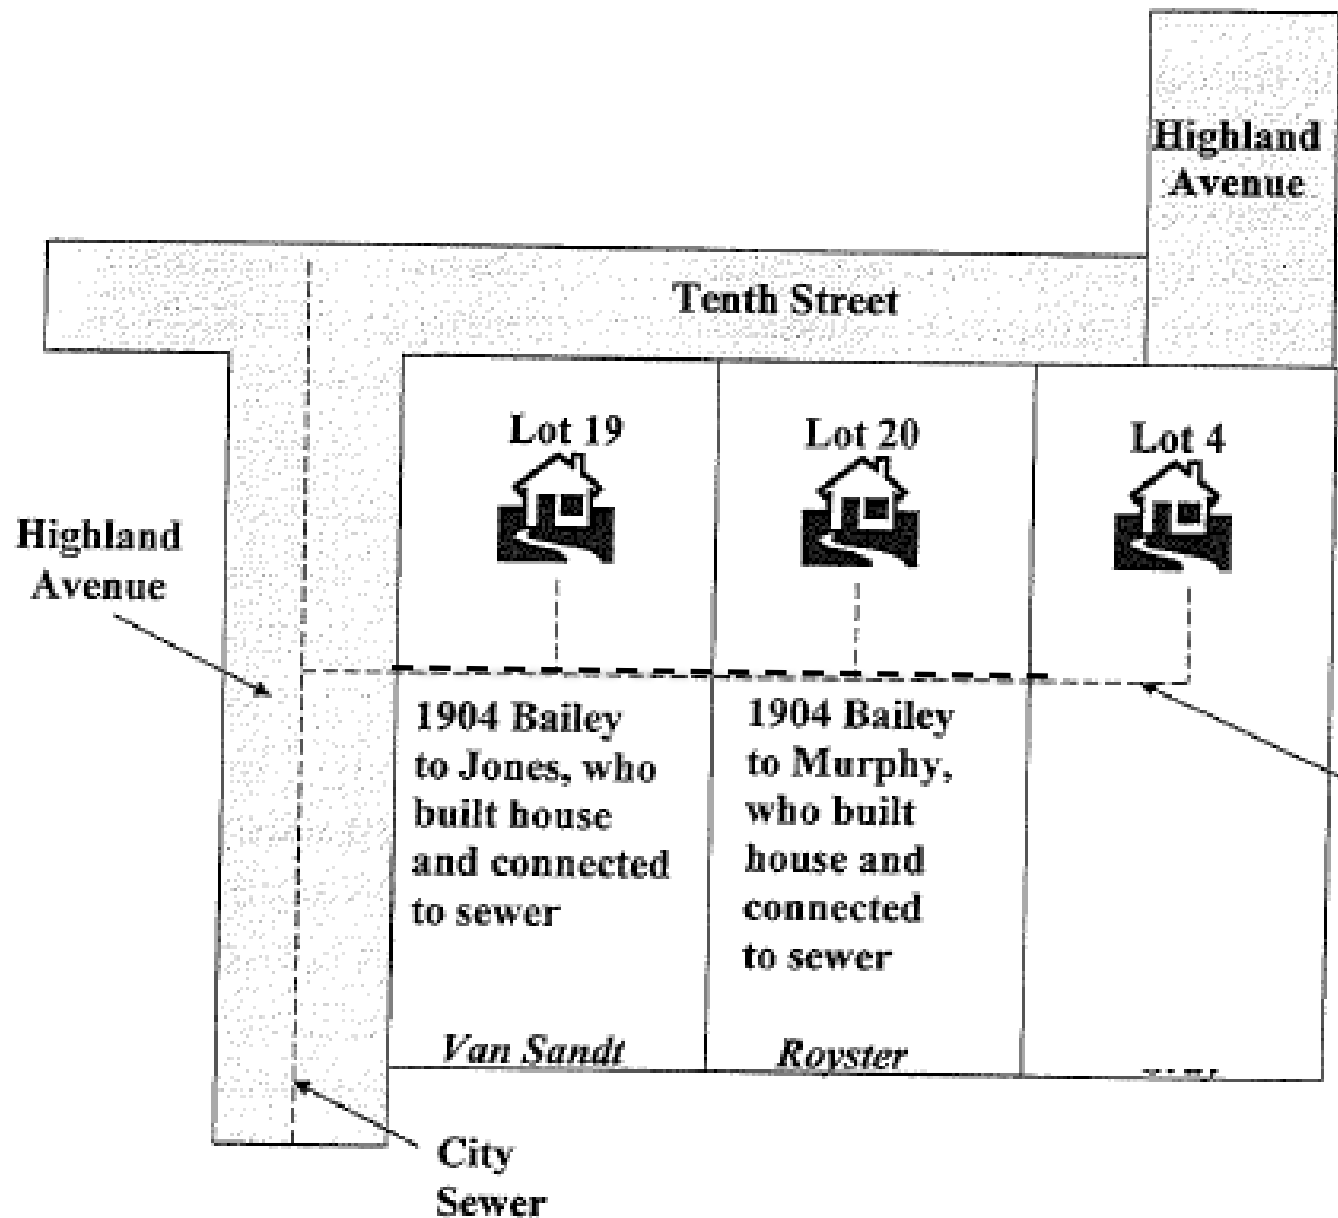 Highland
Avenue
Tenth Street
Lot 19
Lot 20
Lot 4
Highland
Avenue
1904 Bailey
to Jones, who
built house
and connected
to sewer
1904 Bailey
to Murphy,
who built
house and
connected
to sewer
Van Sandt
Royster
City
Sewer